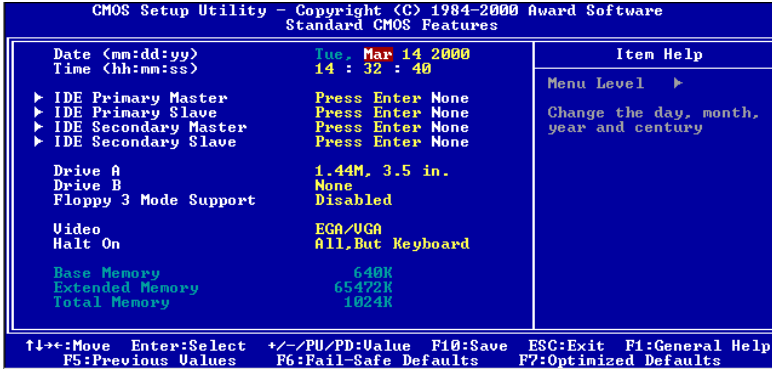 CMOS Setup Utility – Copyright (C) 1984–2000 Award Software
Standard CMOS Features
Date (mm:dd:yy) Tue, Mar 14 2000
Time (hh:mm:ss) 14 : 32 : 40
IDE Primary Master Press Enter None
IDE Primary Slave Press Enter None
IDE Secondary Master Press Enter None
IDE Secondary Slave Press Enter None
Drive A 1.44M, 3.5 in.
Drive B None
Floppy 3 Mode Support Disabled
Video EGA/VGA
Halt On All,But Keyboard
Base Memory 640K
Extended Memory 65472K
Total Memory 1024K
Item Help
Menu Level ▶
Change the day, month,
year and century
↑↓→←:Move Enter:Select +/-/PU/PD:Value F10:Save ESC:Exit F1:General Help
F5:Previous Values F6:Fail-Safe Defaults F7:Optimized Defaults